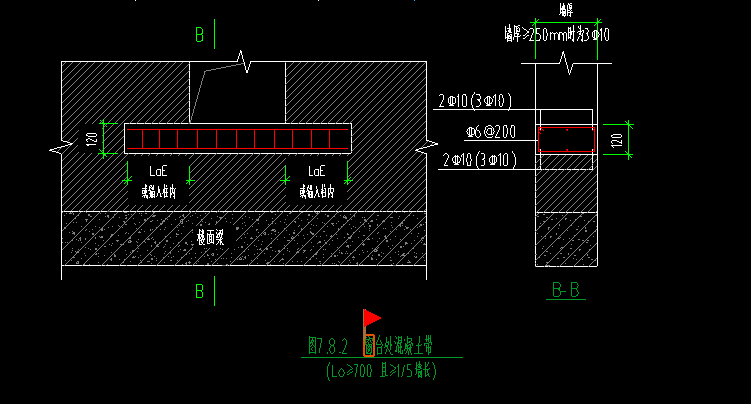 墙厚
墙厚≥250mm时为3Φ10
B
2Φ10(3Φ10)
120
Φ6@200
120
2Φ10(3Φ10)
LaE
LaE
或锚入柱内
或锚入柱内
楼面梁
B
B-B
图7.8.2 窗台处混凝土带
(Lo≥700 且≥1/5墙长)